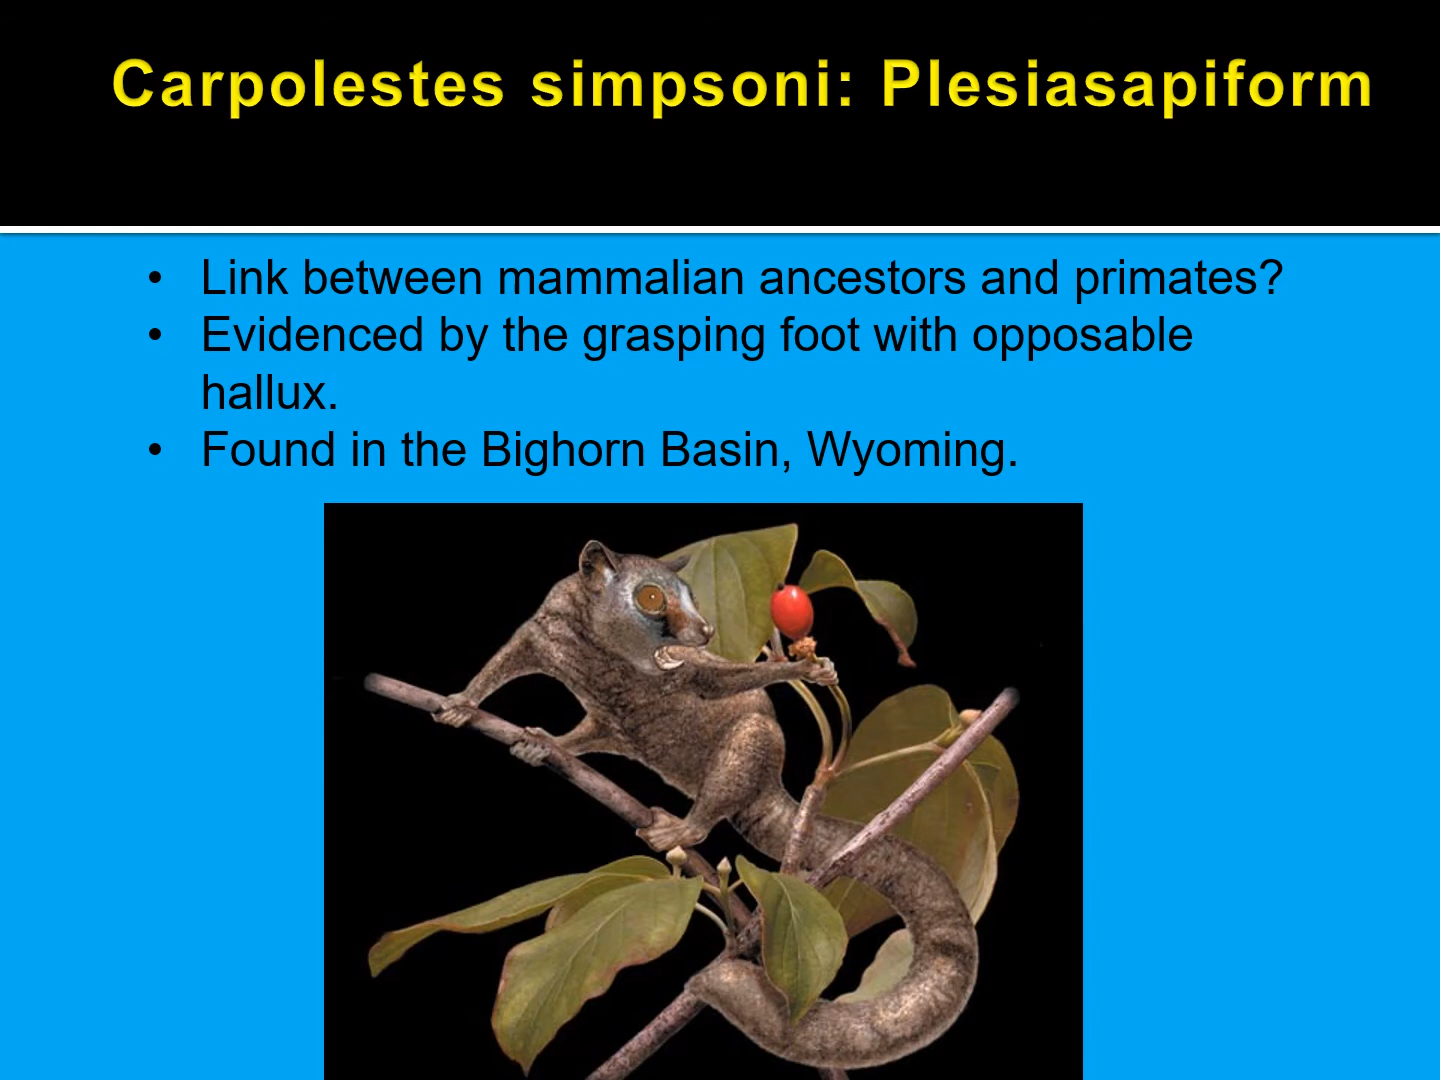 Carpolestes simpsoni: Plesiasapiform
• Link between mammalian ancestors and primates?
• Evidenced by the grasping foot with opposable
hallux.
• Found in the Bighorn Basin, Wyoming.